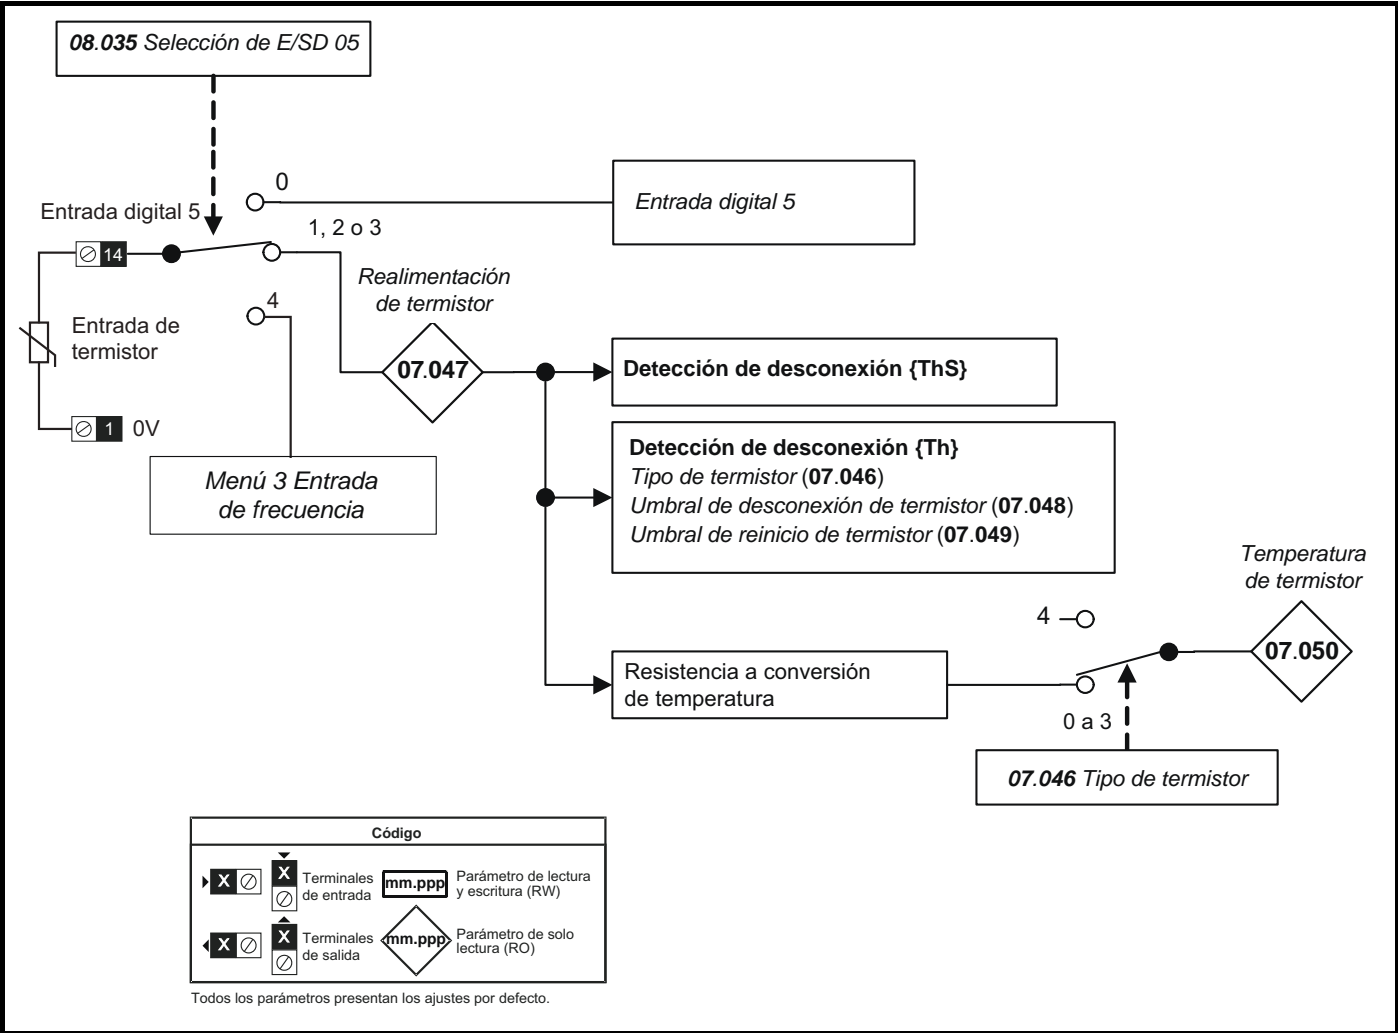 08.035 Selección de E/SD 05
0
Entrada digital 5
Entrada digital 5
1, 2 o 3
14
Realimentación
de termistor
4
Entrada de
termistor
07.047
Detección de desconexión {ThS}
1 0V
Menú 3 Entrada
de frecuencia
Detección de desconexión {Th}
Tipo de termistor (07.046)
Umbral de desconexión de termistor (07.048)
Umbral de reinicio de termistor (07.049)
Temperatura
de termistor
4
07.050
Resistencia a conversión
de temperatura
0 a 3
07.046 Tipo de termistor
Código
X
X
Terminales
de entrada
mm.ppp
Parámetro de lectura
y escritura (RW)
X
X
Terminales
de salida
mm.ppp
Parámetro de solo
lectura (RO)
Todos los parámetros presentan los ajustes por defecto.